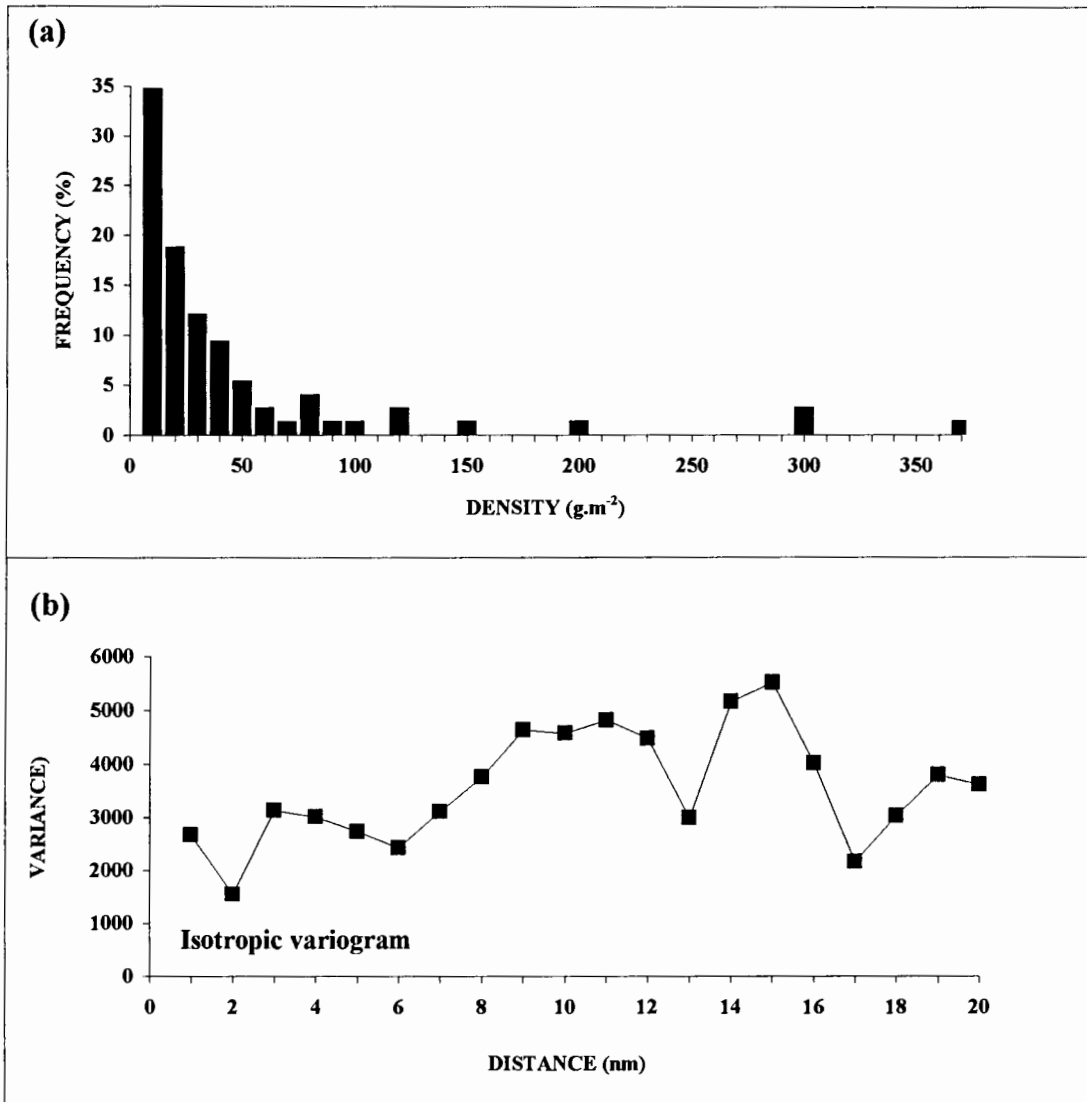 (a)
35
30
25
20
15
10
5
0
FREQUENCY (%)
0 50 100 150 200 250 300 350
DENSITY (g.m⁻²)
(b)
6000
5000
4000
3000
2000
1000
0
VARIANCE)
Isotropic variogram
0 2 4 6 8 10 12 14 16 18 20
DISTANCE (nm)